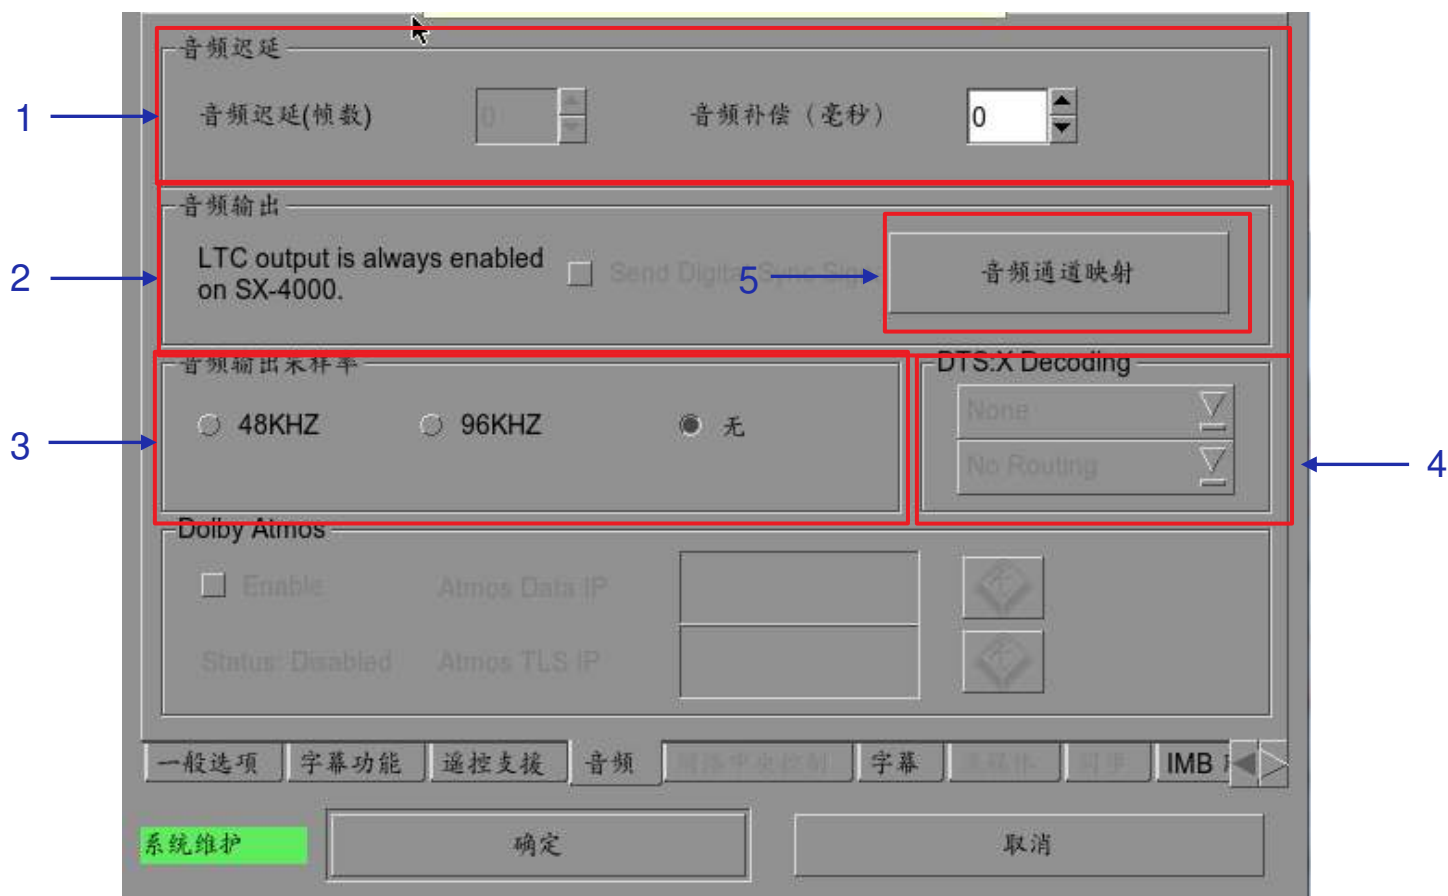 音频迟延
1
音频迟延(帧数)
0
音频补偿（毫秒）
0
音频输出
2
LTC output is always enabled
on SX-4000.
Send Digital Sync
5
音频通道映射
音频输出采样率
DTS:X Decoding
3
48KHZ
96KHZ
无
None
No Routing
4
Dolby Atmos
Enable
Atmos Data IP
Status: Disabled
Atmos TLS IP
一般选项
字幕功能
遥控支援
音频
字幕
IMB
系统维护
确定
取消